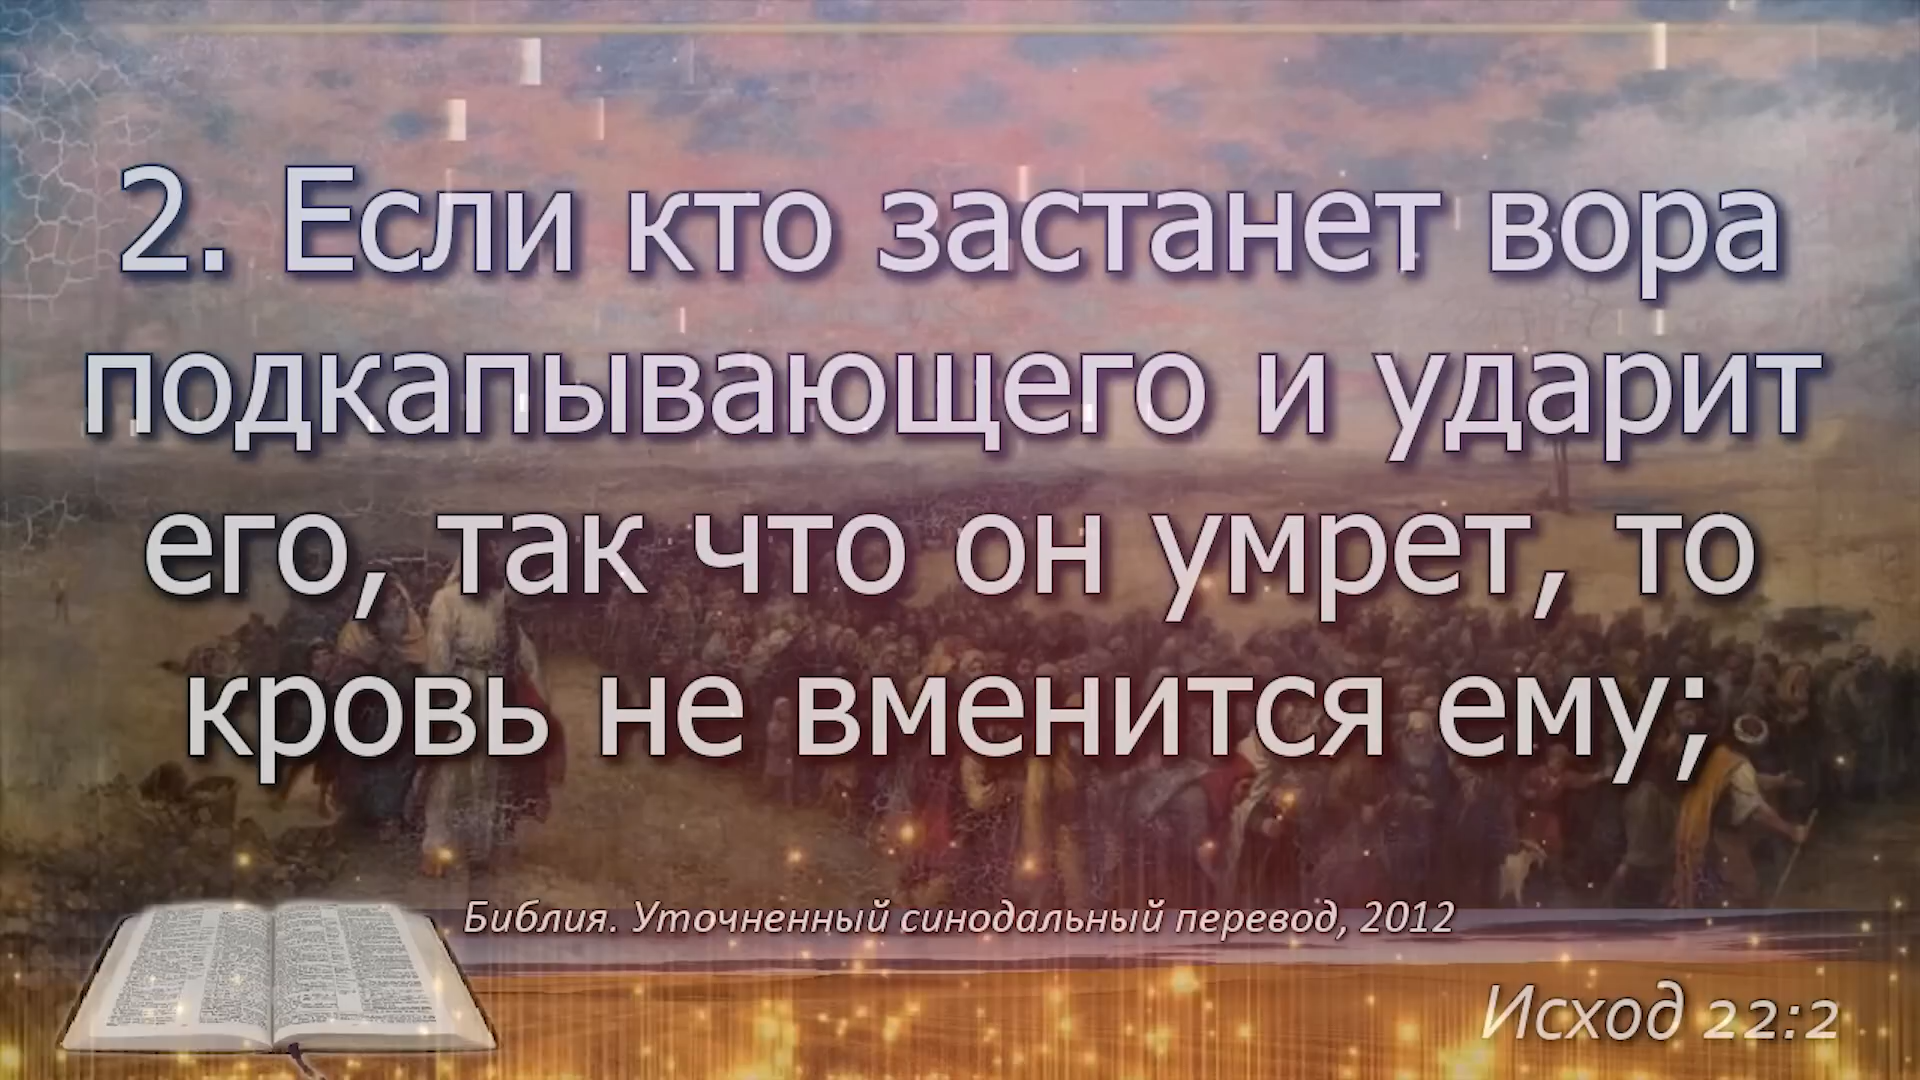 2. Если кто застанет вора
подкапывающего и ударит
его, так что он умрет, то
кровь не вменится ему;
Библия. Уточненный синодальный перевод, 2012
Исход 22:2